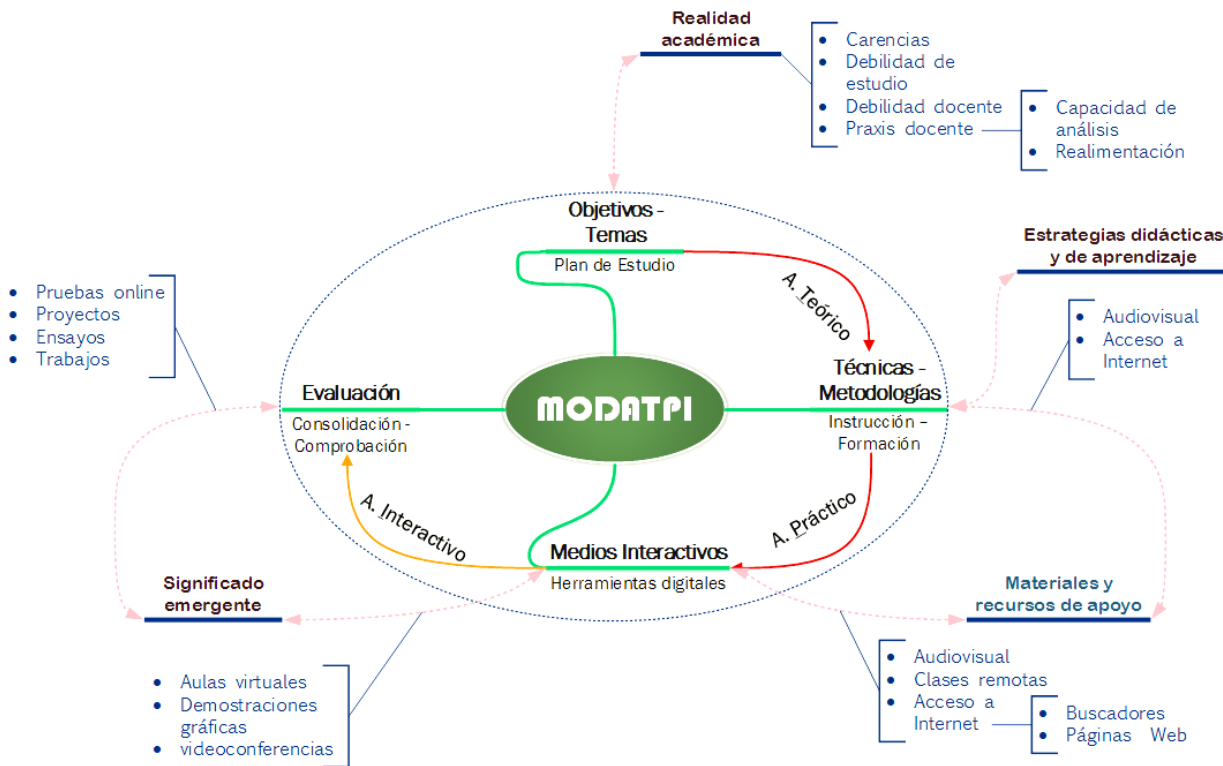 Realidad
académica
• Carencias
• Debilidad de
estudio
• Debilidad docente
• Praxis docente
• Capacidad de
análisis
• Realimentación
Objetivos -
Temas
Plan de Estudio
A. Teórico
Estrategias didácticas
y de aprendizaje
• Audiovisual
• Acceso a
Internet
• Pruebas online
• Proyectos
• Ensayos
• Trabajos
Evaluación
Consolidación -
Comprobación
MODATPI
Técnicas -
Metodologías
Instrucción –
Formación
A. Interactivo
A. Práctico
Medios Interactivos
Herramientas digitales
Significado
emergente
Materiales y
recursos de apoyo
• Aulas virtuales
• Demostraciones
gráficas
• videoconferencias
• Audiovisual
• Clases remotas
• Acceso a
Internet
• Buscadores
• Páginas Web